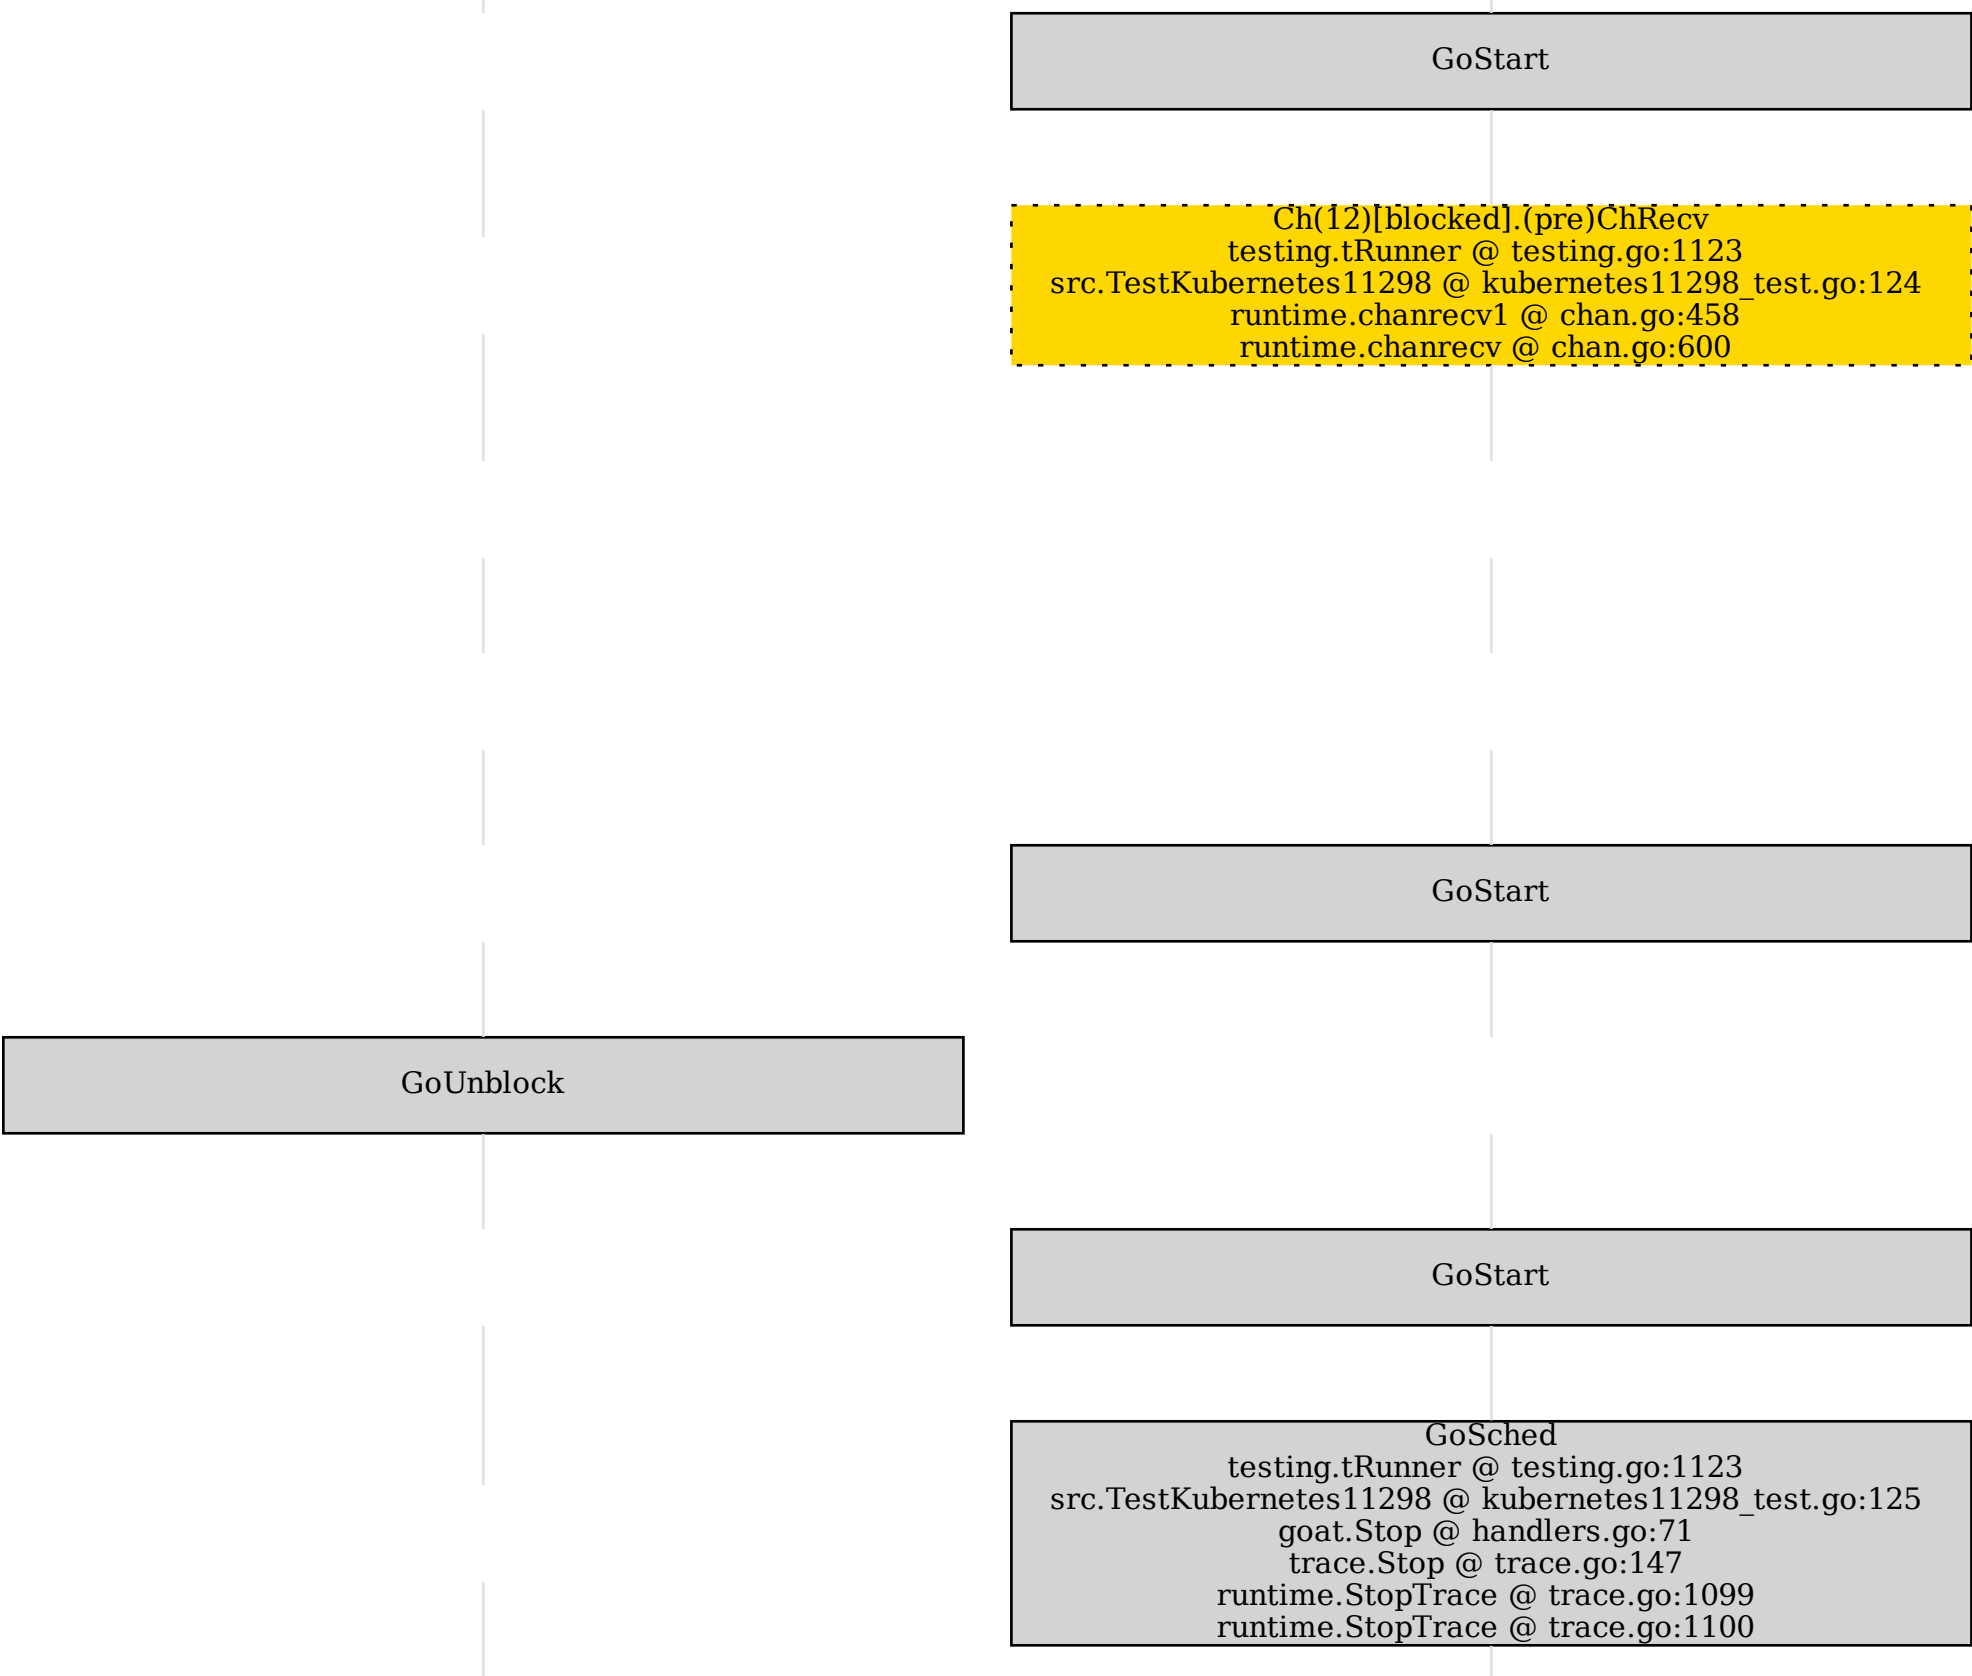 GoStart
Ch(12)[blocked].(pre)ChRecv
testing.tRunner @ testing.go:1123
src.TestKubernetes11298 @ kubernetes11298_test.go:124
runtime.chanrecv1 @ chan.go:458
runtime.chanrecv @ chan.go:600
GoStart
GoUnblock
GoStart
GoSched
testing.tRunner @ testing.go:1123
src.TestKubernetes11298 @ kubernetes11298_test.go:125
goat.Stop @ handlers.go:71
trace.Stop @ trace.go:147
runtime.StopTrace @ trace.go:1099
runtime.StopTrace @ trace.go:1100